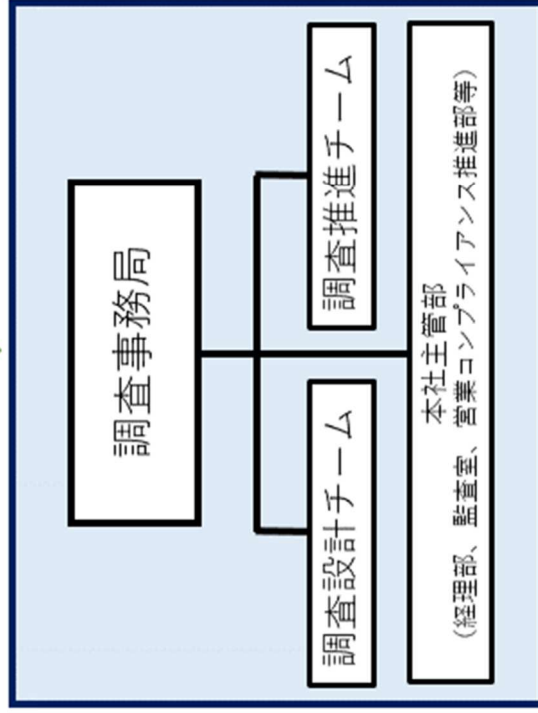 調査事務局
調査設計チーム
調査推進チーム
本社主管部
(経理部、監査室、営業コンプライアンス推進部等)